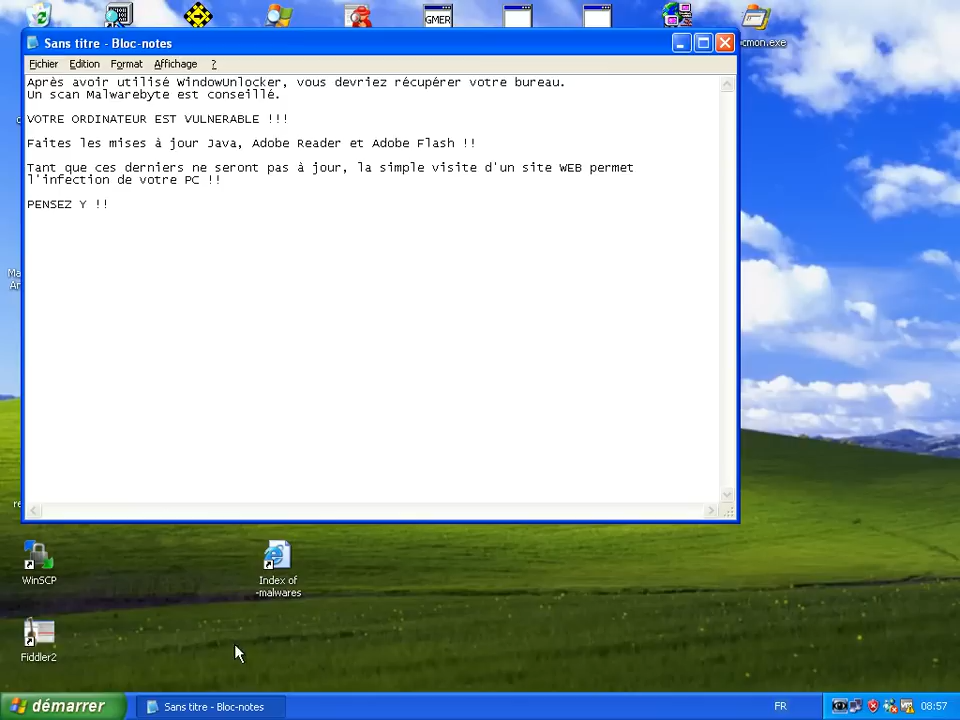 GMER
cmon.exe
Sans titre - Bloc-notes
Fichier Edition Format Affichage ?
Après avoir utilisé WindowUnlocker, vous devriez récupérer votre bureau.
Un scan Malwarebyte est conseillé.
VOTRE ORDINATEUR EST VULNERABLE !!!
Faites les mises à jour Java, Adobe Reader et Adobe Flash !!
Tant que ces derniers ne seront pas à jour, la simple visite d'un site WEB permet
l'infection de votre PC !!
PENSEZ Y !!
Ma
re
WinSCP
Index of
-malwares
Fiddler2
démarrer
Sans titre - Bloc-notes
FR
08:57